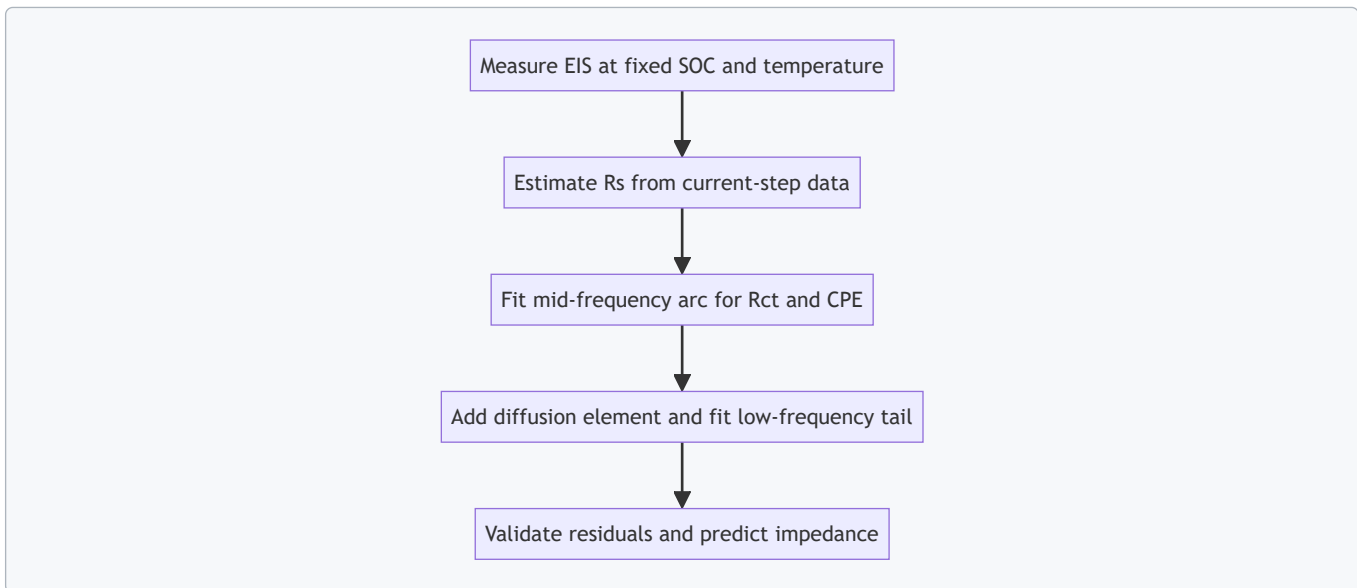 Measure EIS at fixed SOC and temperature
Estimate Rs from current-step data
Fit mid-frequency arc for Rct and CPE
Add diffusion element and fit low-frequency tail
Validate residuals and predict impedance